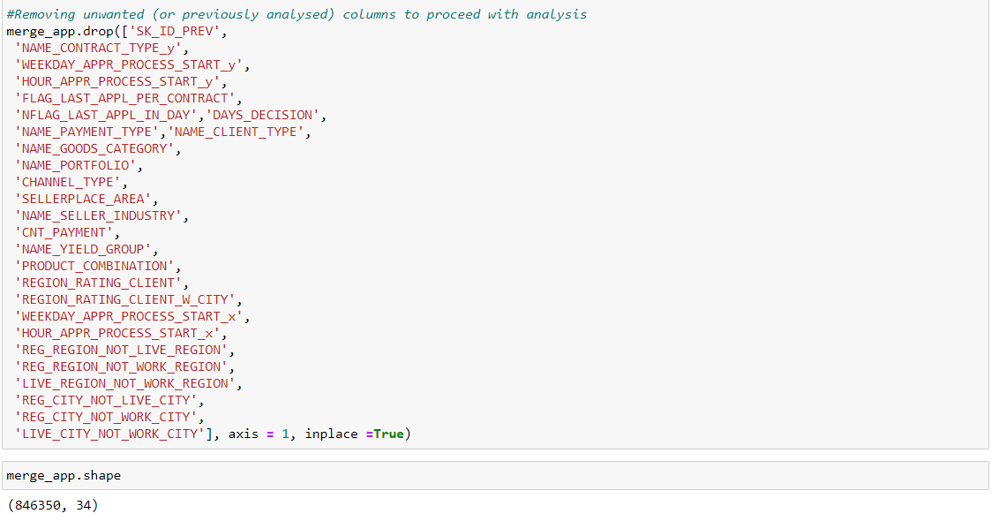 #Removing unwanted (or previously analysed) columns to proceed with analysis
merge_app.drop(['SK_ID_PREV',
 'NAME_CONTRACT_TYPE_y',
 'WEEKDAY_APPR_PROCESS_START_y',
 'HOUR_APPR_PROCESS_START_y',
 'FLAG_LAST_APPL_PER_CONTRACT',
 'NFLAG_LAST_APPL_IN_DAY','DAYS_DECISION',
 'NAME_PAYMENT_TYPE','NAME_CLIENT_TYPE',
 'NAME_GOODS_CATEGORY',
 'NAME_PORTFOLIO',
 'CHANNEL_TYPE',
 'SELLERPLACE_AREA',
 'NAME_SELLER_INDUSTRY',
 'CNT_PAYMENT',
 'NAME_YIELD_GROUP',
 'PRODUCT_COMBINATION',
 'REGION_RATING_CLIENT',
 'REGION_RATING_CLIENT_W_CITY',
 'WEEKDAY_APPR_PROCESS_START_x',
 'HOUR_APPR_PROCESS_START_x',
 'REG_REGION_NOT_LIVE_REGION',
 'REG_REGION_NOT_WORK_REGION',
 'LIVE_REGION_NOT_WORK_REGION',
 'REG_CITY_NOT_LIVE_CITY',
 'REG_CITY_NOT_WORK_CITY',
 'LIVE_CITY_NOT_WORK_CITY'], axis = 1, inplace =True)
merge_app.shape
(846350, 34)